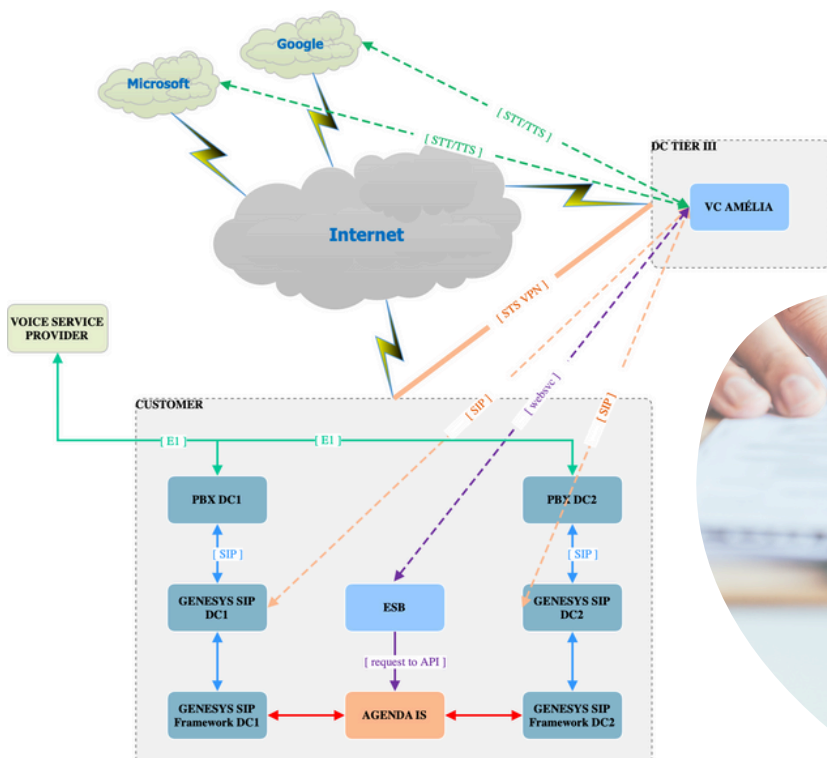 Google
Microsoft
[ STT/TTS ]
[ STT/TTS ]
DC TIER III
VC AMÉLIA
Internet
[ STS VPN ]
VOICE SERVICE
PROVIDER
CUSTOMER
[ SIP ]
[ websvc ]
[ SIP ]
[ E1 ]
[ E1 ]
PBX DC1
PBX DC2
[ SIP ]
[ SIP ]
GENESYS SIP
DC1
ESB
GENESYS SIP
DC2
[ request to API ]
GENESYS SIP
Framework DC1
AGENDA IS
GENESYS SIP
Framework DC2